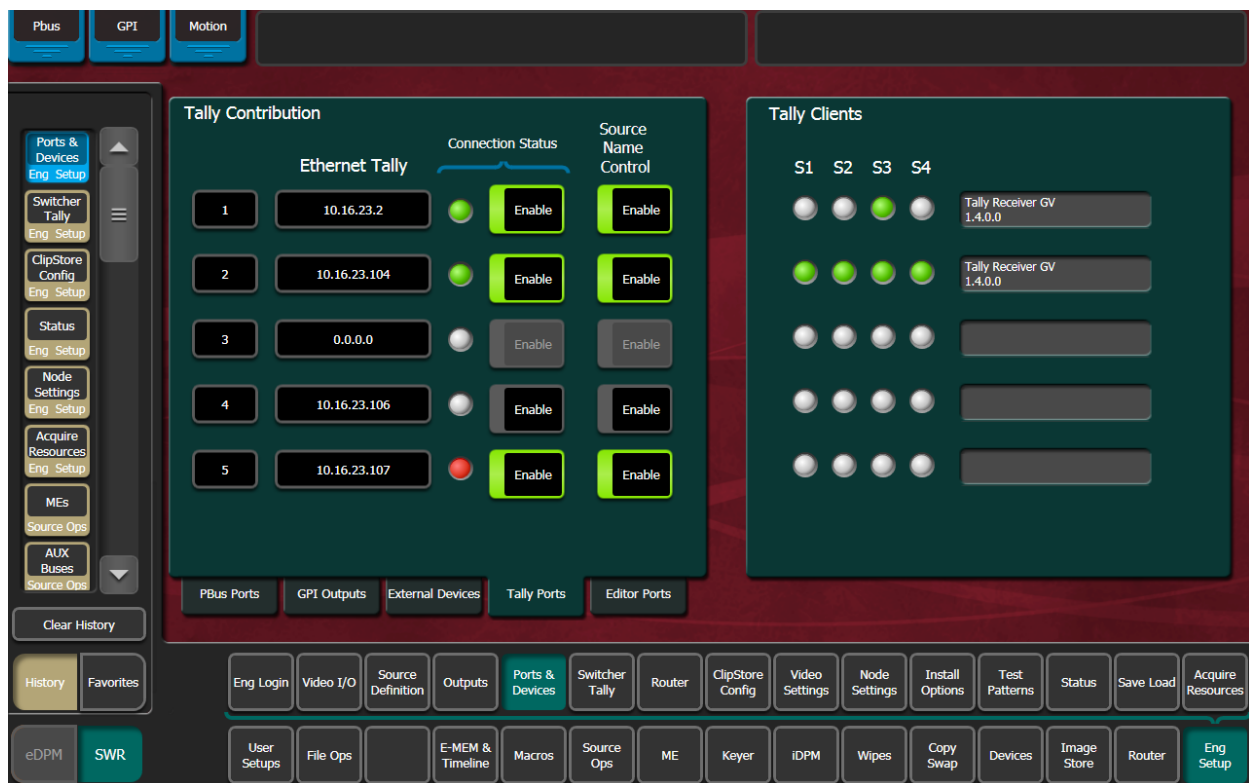 Pbus
GPI
Motion
Ports &
Devices
Eng Setup
Switcher
Tally
Eng Setup
ClipStore
Config
Eng Setup
Status
Eng Setup
Node
Settings
Eng Setup
Acquire
Resources
Eng Setup
MEs
Source Ops
AUX
Buses
Source Ops
Clear History
History
Favorites
eDPM
SWR
Tally Contribution
Ethernet Tally
Connection Status
Source
Name
Control
1
10.16.23.2
Enable
Enable
2
10.16.23.104
Enable
Enable
3
0.0.0.0
Enable
Enable
4
10.16.23.106
Enable
Enable
5
10.16.23.107
Enable
Enable
Tally Clients
S1 S2 S3 S4
Tally Receiver GV
1.4.0.0
Tally Receiver GV
1.4.0.0
PBus Ports
GPI Outputs
External Devices
Tally Ports
Editor Ports
Eng Login
Video I/O
Source
Definition
Outputs
Ports &
Devices
Switcher
Tally
Router
ClipStore
Config
Video
Settings
Node
Settings
Install
Options
Test
Patterns
Status
Save Load
Acquire
Resources
User
Setups
File Ops
E-MEM &
Timeline
Macros
Source
Ops
ME
Keyer
iDPM
Wipes
Copy
Swap
Devices
Image
Store
Router
Eng
Setup